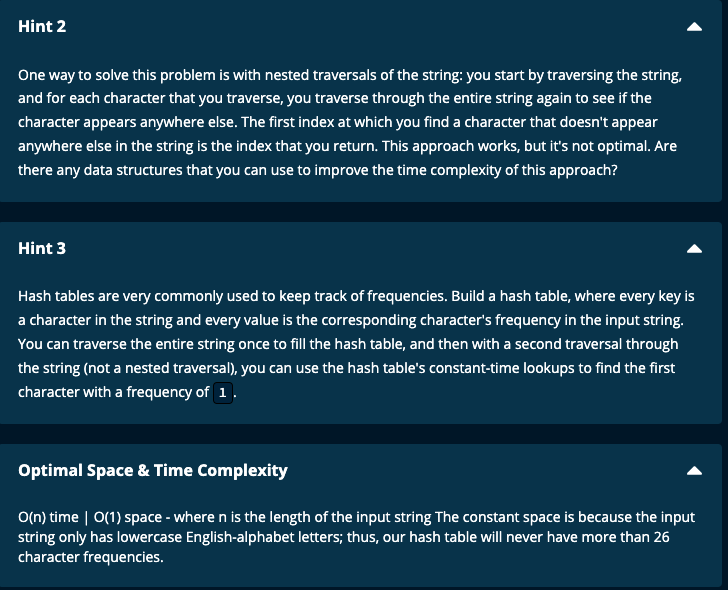 Hint 2
One way to solve this problem is with nested traversals of the string: you start by traversing the string,
and for each character that you traverse, you traverse through the entire string again to see if the
character appears anywhere else. The first index at which you find a character that doesn't appear
anywhere else in the string is the index that you return. This approach works, but it's not optimal. Are
there any data structures that you can use to improve the time complexity of this approach?
Hint 3
Hash tables are very commonly used to keep track of frequencies. Build a hash table, where every key is
a character in the string and every value is the corresponding character's frequency in the input string.
You can traverse the entire string once to fill the hash table, and then with a second traversal through
the string (not a nested traversal), you can use the hash table's constant-time lookups to find the first
character with a frequency of 1.
Optimal Space & Time Complexity
O(n) time | O(1) space - where n is the length of the input string The constant space is because the input
string only has lowercase English-alphabet letters; thus, our hash table will never have more than 26
character frequencies.